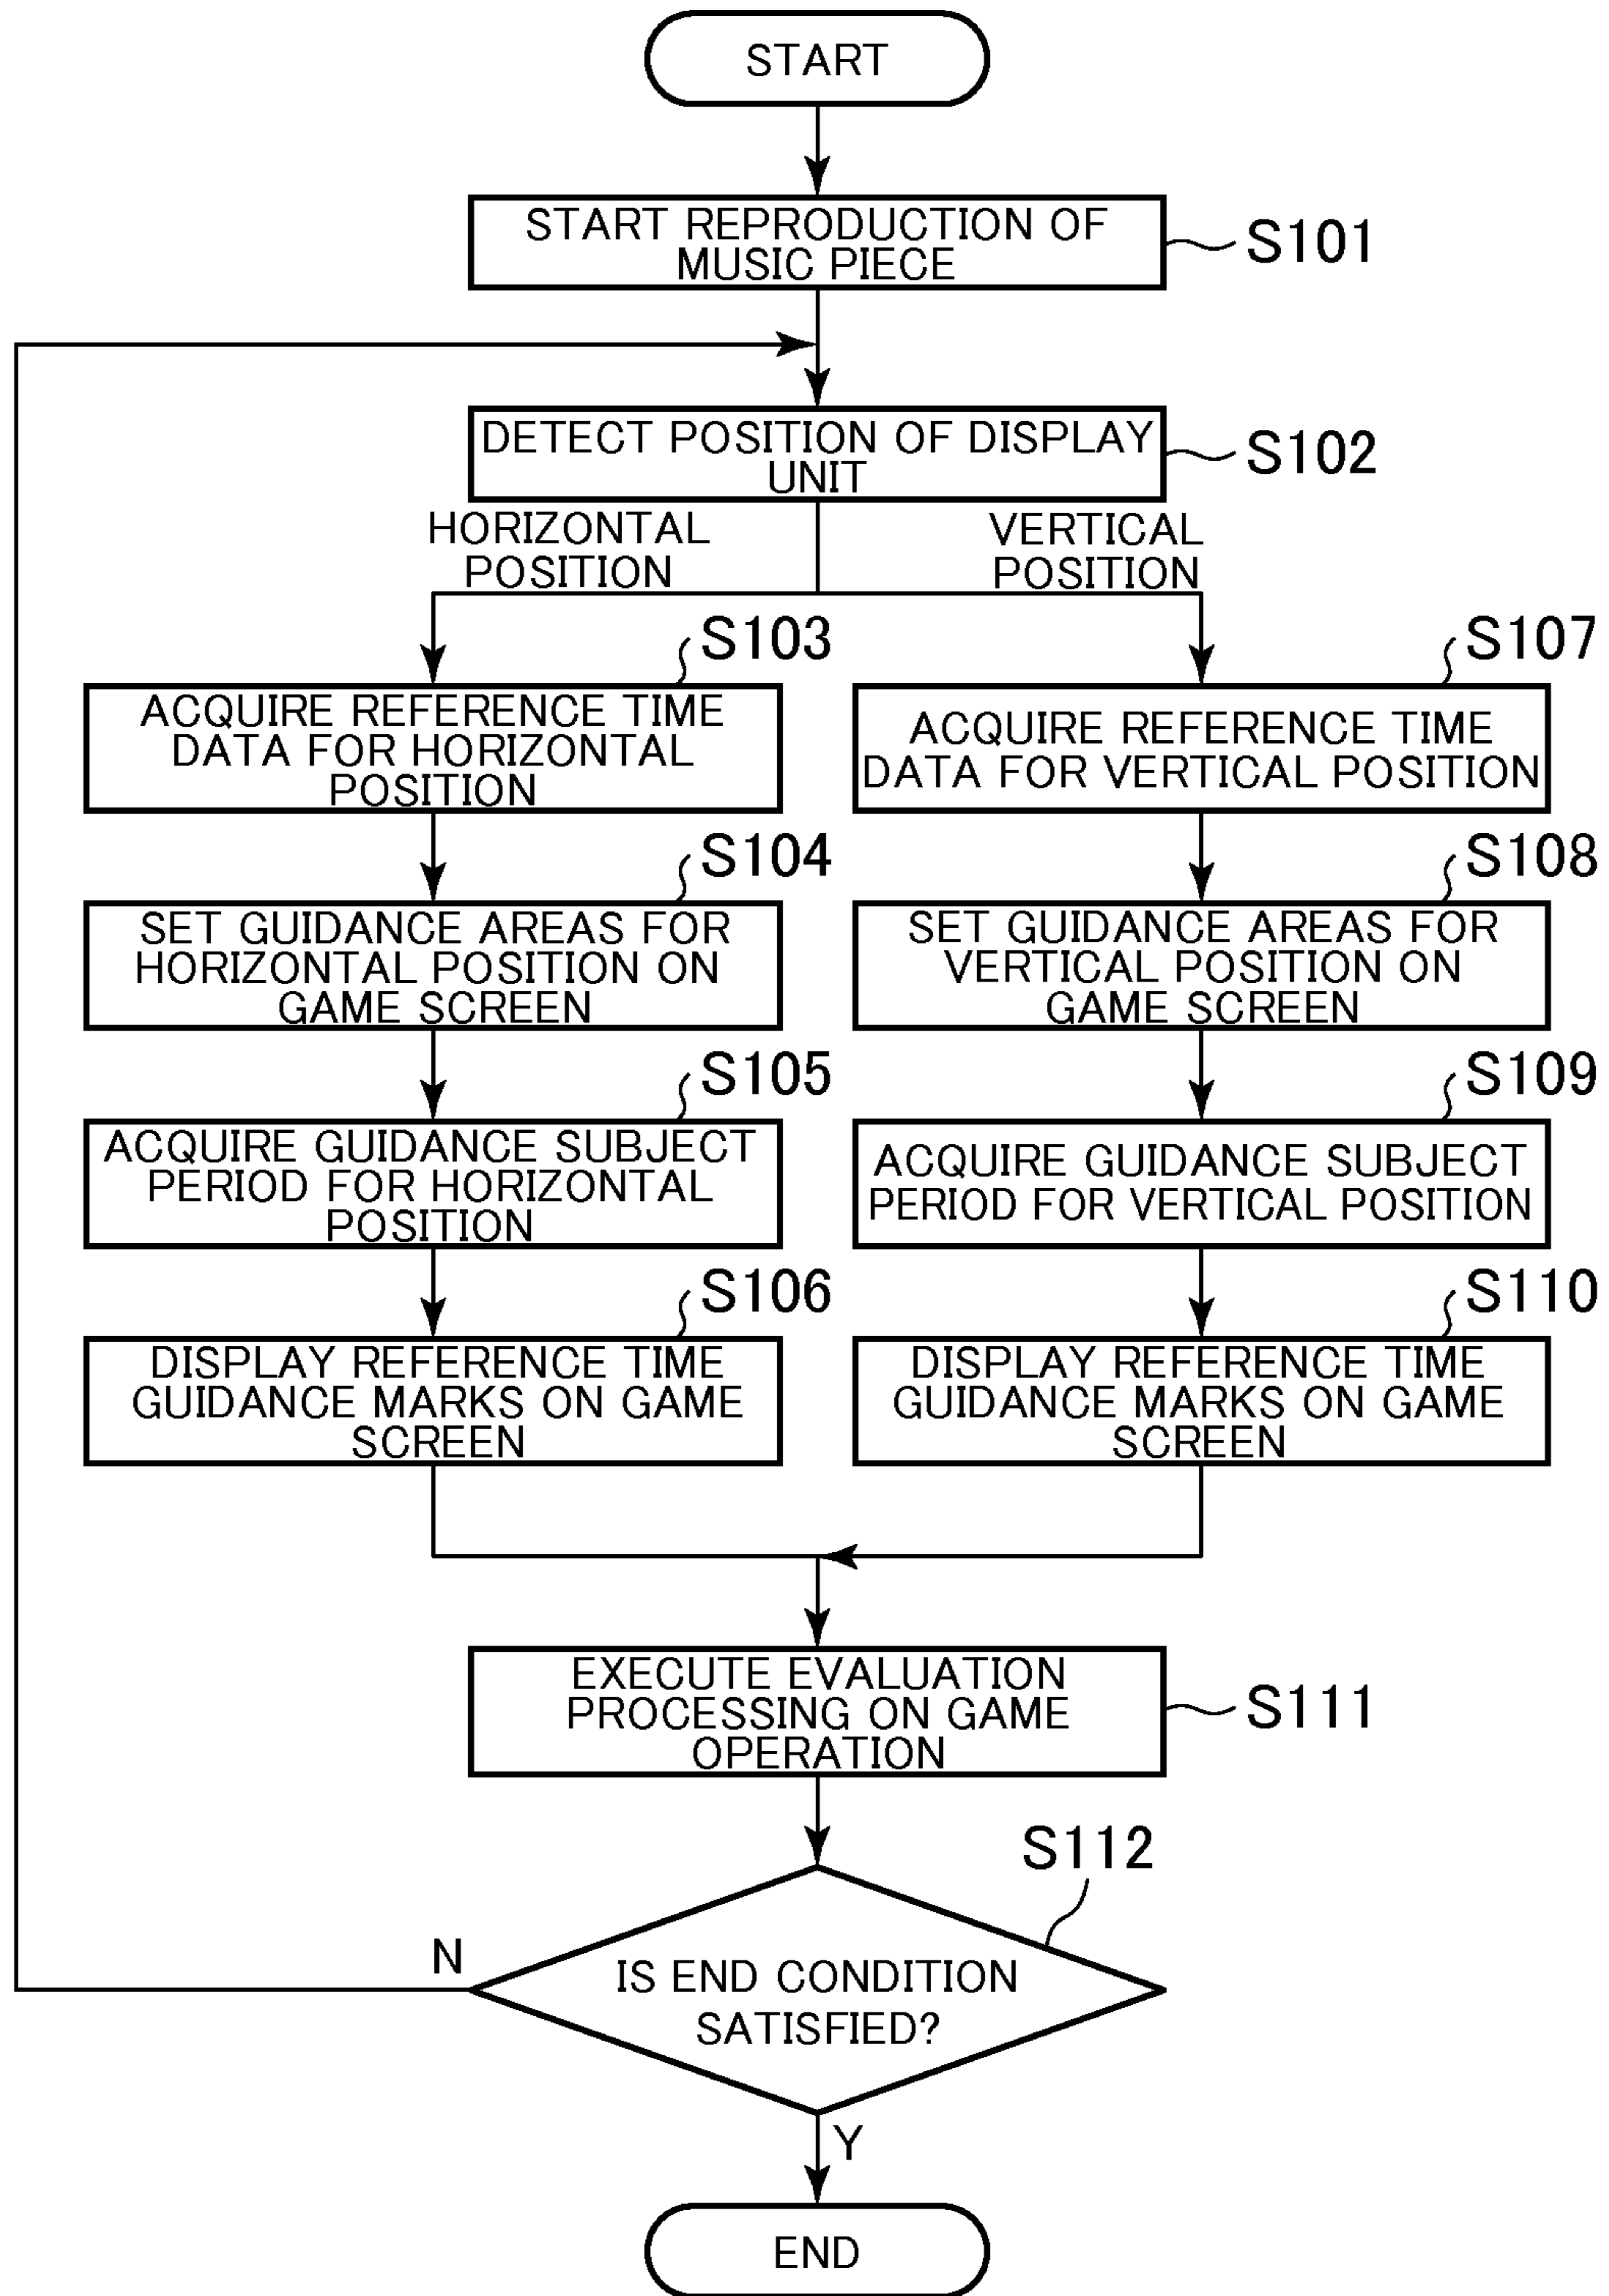 START
START REPRODUCTION OF
MUSIC PIECE
S101
DETECT POSITION OF DISPLAY
UNIT
S102
HORIZONTAL
POSITION
VERTICAL
POSITION
S103
ACQUIRE REFERENCE TIME
DATA FOR HORIZONTAL
POSITION
S104
SET GUIDANCE AREAS FOR
HORIZONTAL POSITION ON
GAME SCREEN
S105
ACQUIRE GUIDANCE SUBJECT
PERIOD FOR HORIZONTAL
POSITION
S106
DISPLAY REFERENCE TIME
GUIDANCE MARKS ON GAME
SCREEN
S107
ACQUIRE REFERENCE TIME
DATA FOR VERTICAL POSITION
S108
SET GUIDANCE AREAS FOR
VERTICAL POSITION ON
GAME SCREEN
S109
ACQUIRE GUIDANCE SUBJECT
PERIOD FOR VERTICAL POSITION
S110
DISPLAY REFERENCE TIME
GUIDANCE MARKS ON GAME
SCREEN
EXECUTE EVALUATION
PROCESSING ON GAME
OPERATION
S111
S112
IS END CONDITION
SATISFIED?
N
Y
END